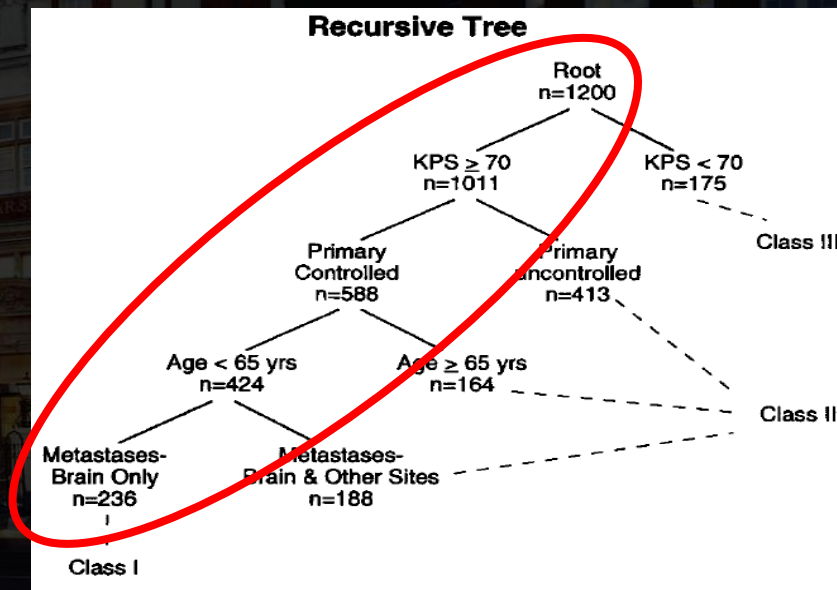 Recursive Tree
Root
n=1200
KPS ≥ 70
n=1011
KPS < 70
n=175
Class III
Primary
Controlled
n=588
Primary
uncontrolled
n=413
Age < 65 yrs
n=424
Age ≥ 65 yrs
n=164
Class II
Metastases-
Brain Only
n=236
Metastases-
Brain & Other Sites
n=188
Class I